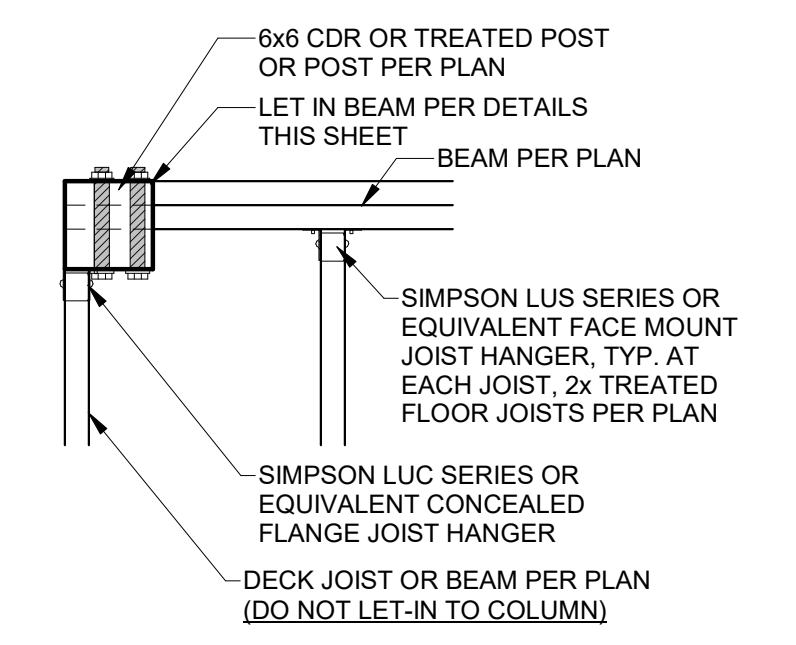 6x6 CDR OR TREATED POST
OR POST PER PLAN
LET IN BEAM PER DETAILS
THIS SHEET
BEAM PER PLAN
SIMPSON LUS SERIES OR
EQUIVALENT FACE MOUNT
JOIST HANGER, TYP. AT
EACH JOIST, 2x TREATED
FLOOR JOISTS PER PLAN
SIMPSON LUC SERIES OR
EQUIVALENT CONCEALED
FLANGE JOIST HANGER
DECK JOIST OR BEAM PER PLAN
(DO NOT LET-IN TO COLUMN)